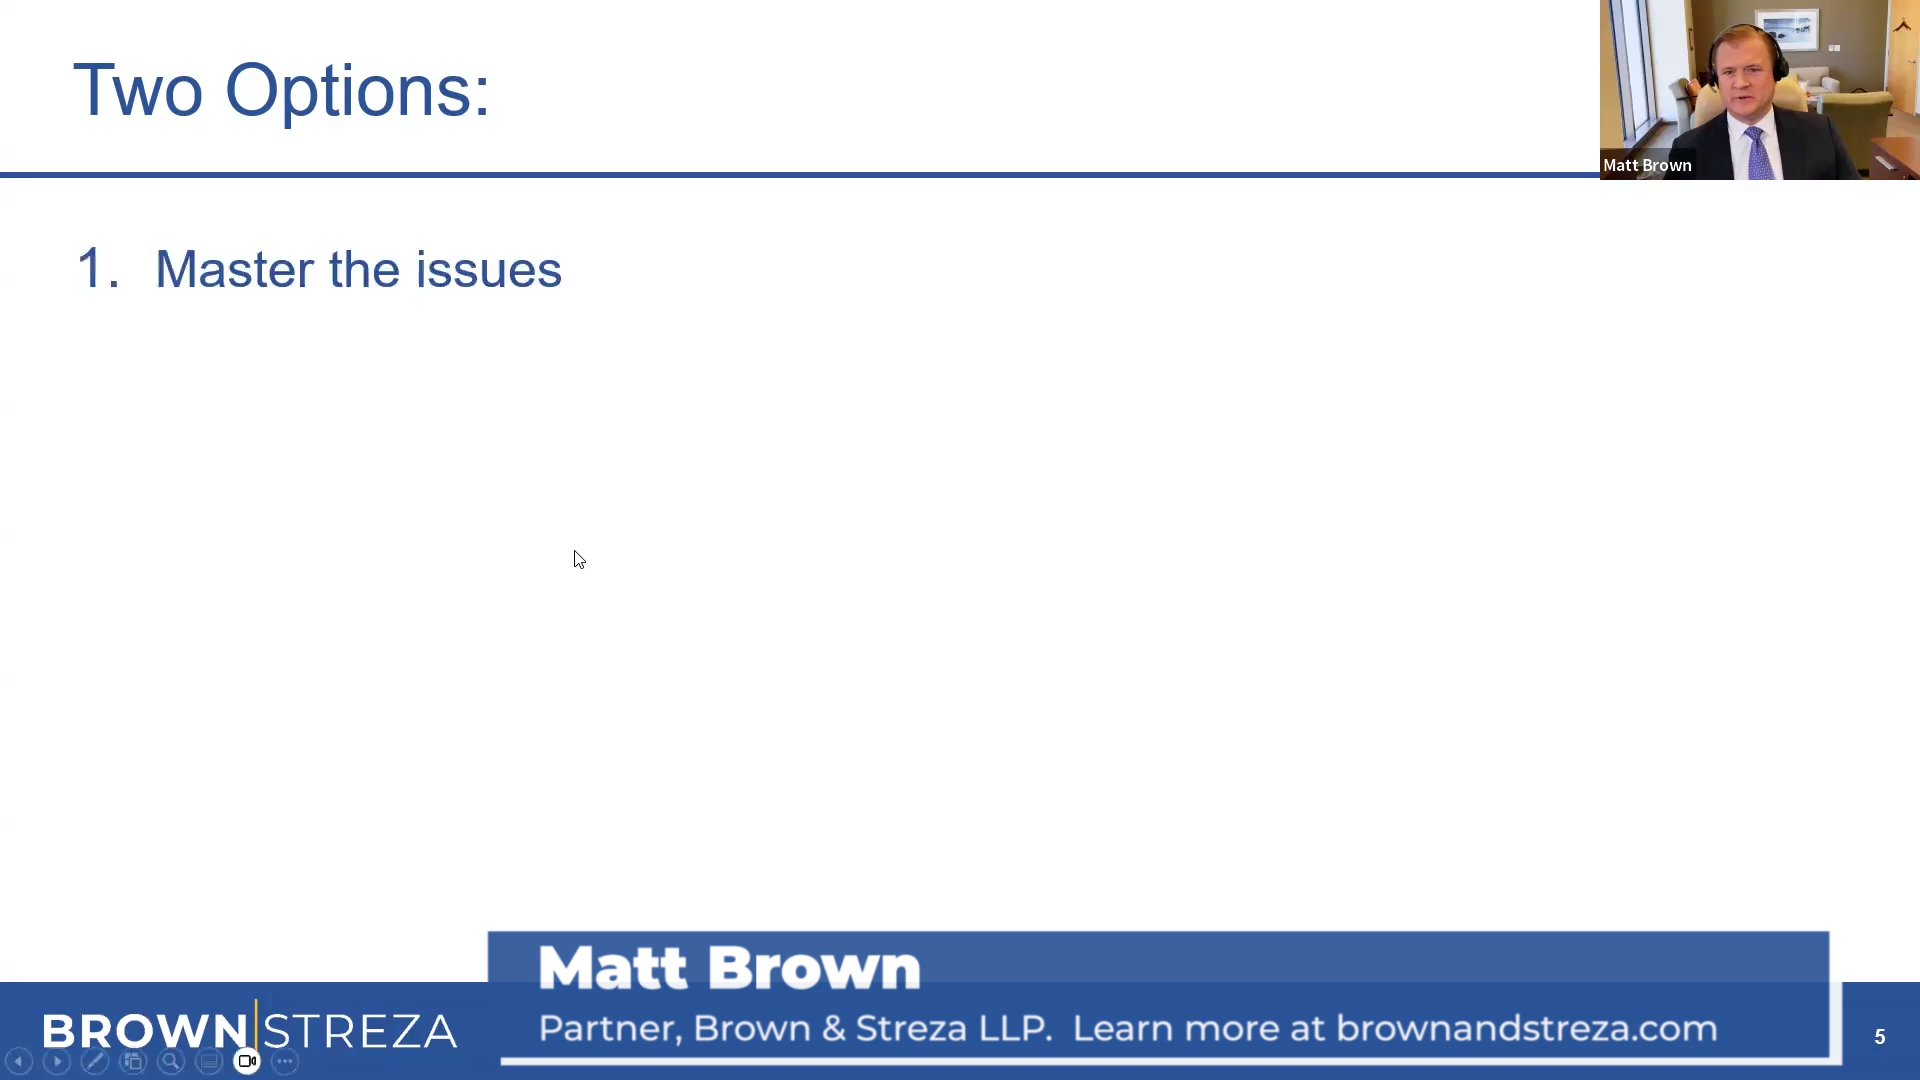 Two Options:
Matt Brown
1. Master the issues
Matt Brown
Partner, Brown & Streza LLP. Learn more at brownandstreza.com
BROWN|STREZA
5